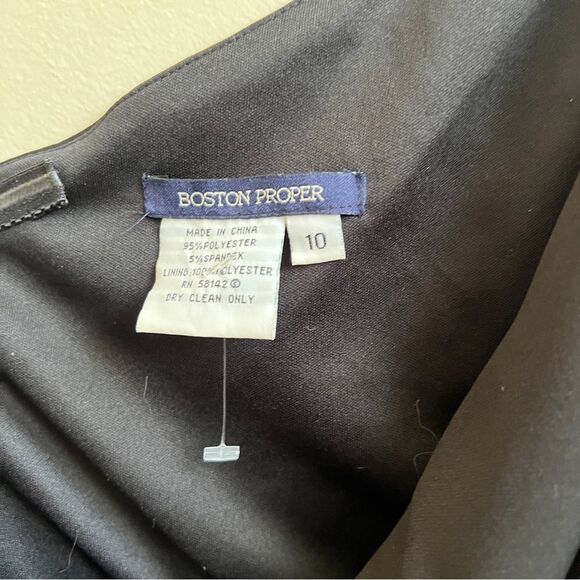 BOSTON PROPER
10
MADE IN CHINA
95%POLYESTER
5%SPANDEX
LINING:100%POLYESTER
RN 58142 ©
DRY CLEAN ONLY